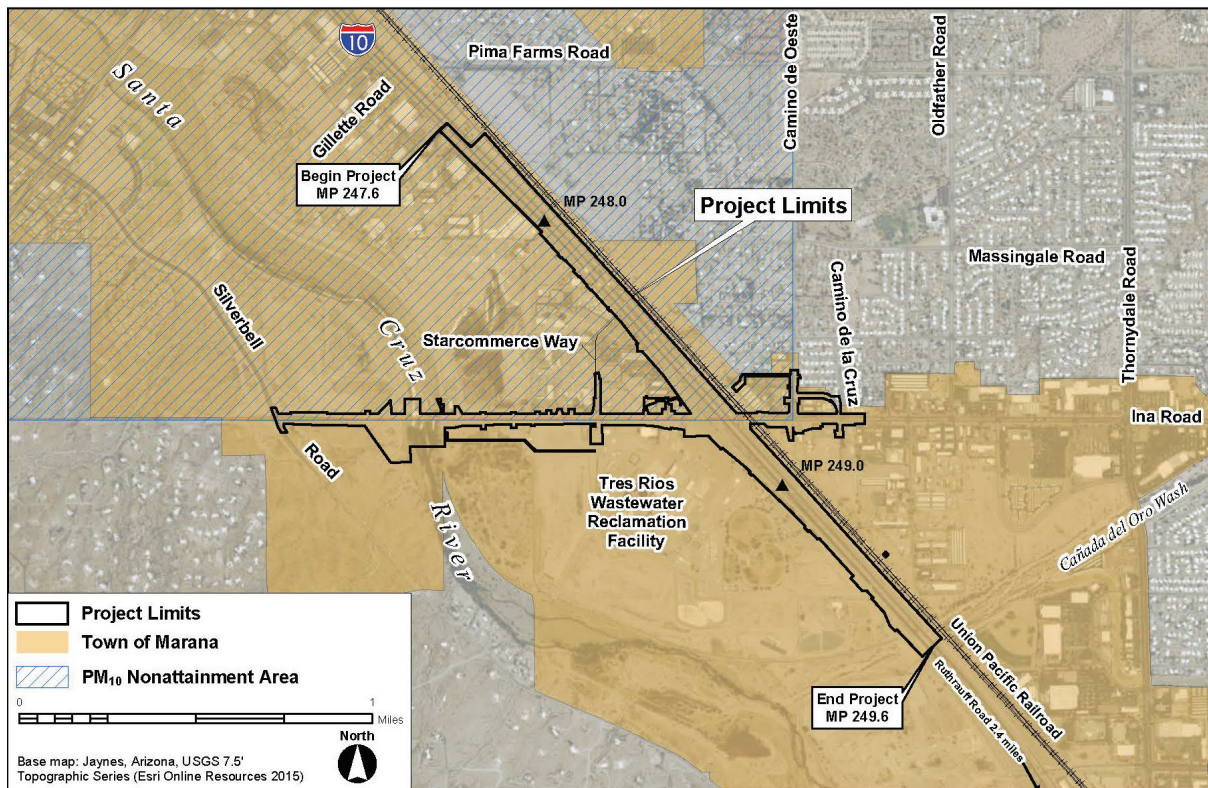 10
Pima Farms Road
Camino de Oeste
Oldfather Road
Santa
Gillette Road
Begin Project
MP 247.6
MP 248.0
Project Limits
Massingale Road
Thornydale Road
Camino de la Cruz
Silverbell
Cruz
Starcommerce Way
Ina Road
Road
MP 249.0
Tres Rios
Wastewater
Reclamation
Facility
River
Cañada del Oro Wash
Union Pacific Railroad
Ruthrauff Road 2.4 miles
End Project
MP 249.6
Project Limits
Town of Marana
PM₁₀ Nonattainment Area
0 1
Miles
North
Base map: Jaynes, Arizona, USGS 7.5'
Topographic Series (Esri Online Resources 2015)